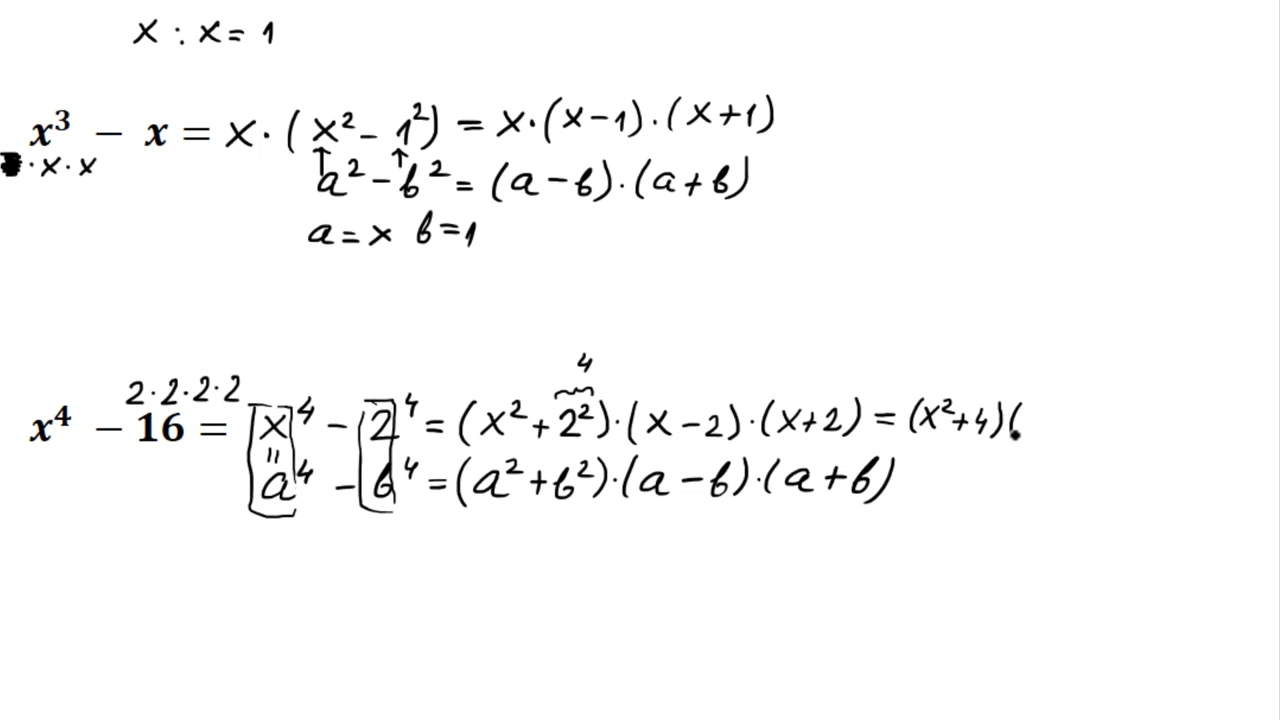 x : x = 1
x³ − x = x · (x² − 1²) = x · (x − 1) · (x + 1)
· x · x
a² − b² = (a − b) · (a + b)
a = x b = 1
4
2 · 2 · 2 · 2
x⁴ − 16 = x⁴ − 2⁴ = (x² + 2²) · (x − 2) · (x + 2) = (x² + 4)(
=
a⁴ − b⁴ = (a² + b²) · (a − b) · (a + b)